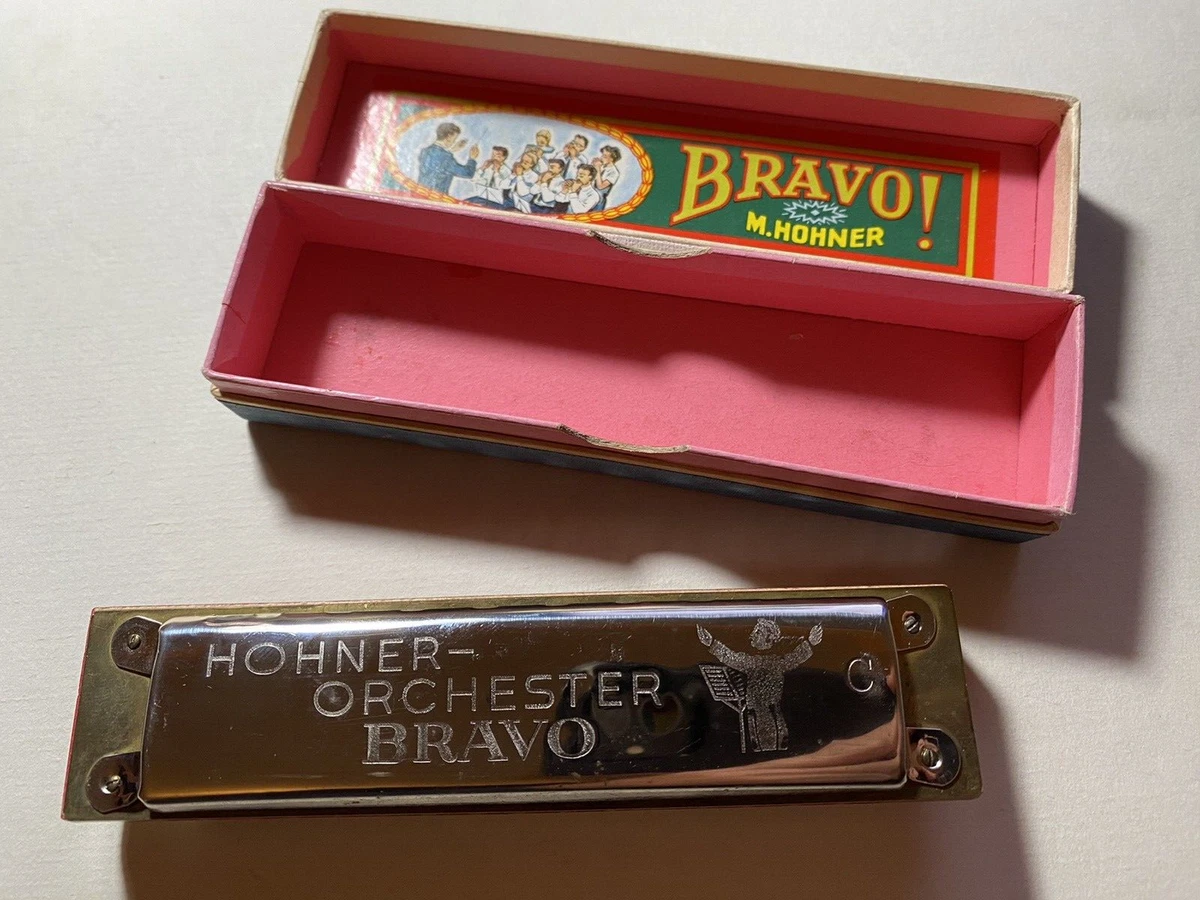 BRAVO!
M. HOHNER
HOHNER-
ORCHESTER
BRAVO
C